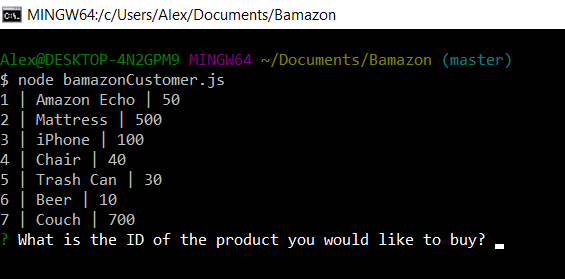 MINGW64:/c/Users/Alex/Documents/Bamazon
Alex@DESKTOP-4N2GPM9 MINGW64 ~/Documents/Bamazon (master)
$ node bamazonCustomer.js
1 | Amazon Echo | 50
2 | Mattress | 500
3 | iPhone | 100
4 | Chair | 40
5 | Trash Can | 30
6 | Beer | 10
7 | Couch | 700
? What is the ID of the product you would like to buy?